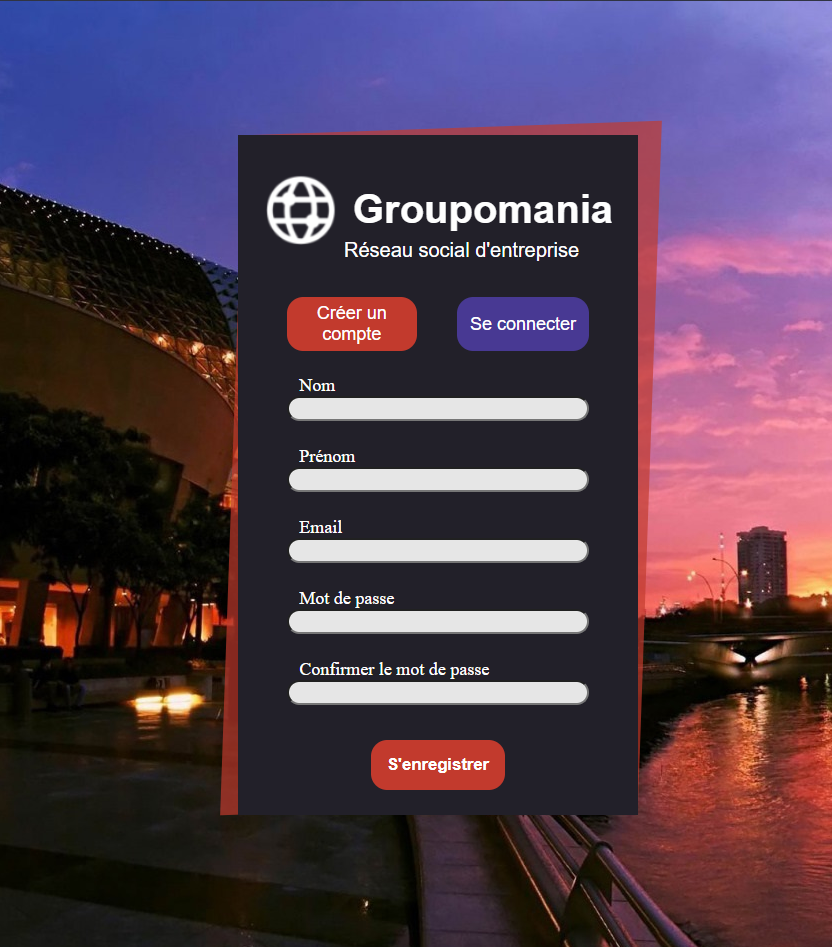 Groupomania
Réseau social d'entreprise
Créer un
compte
Se connecter
Nom
Prénom
Email
Mot de passe
Confirmer le mot de passe
S'enregistrer